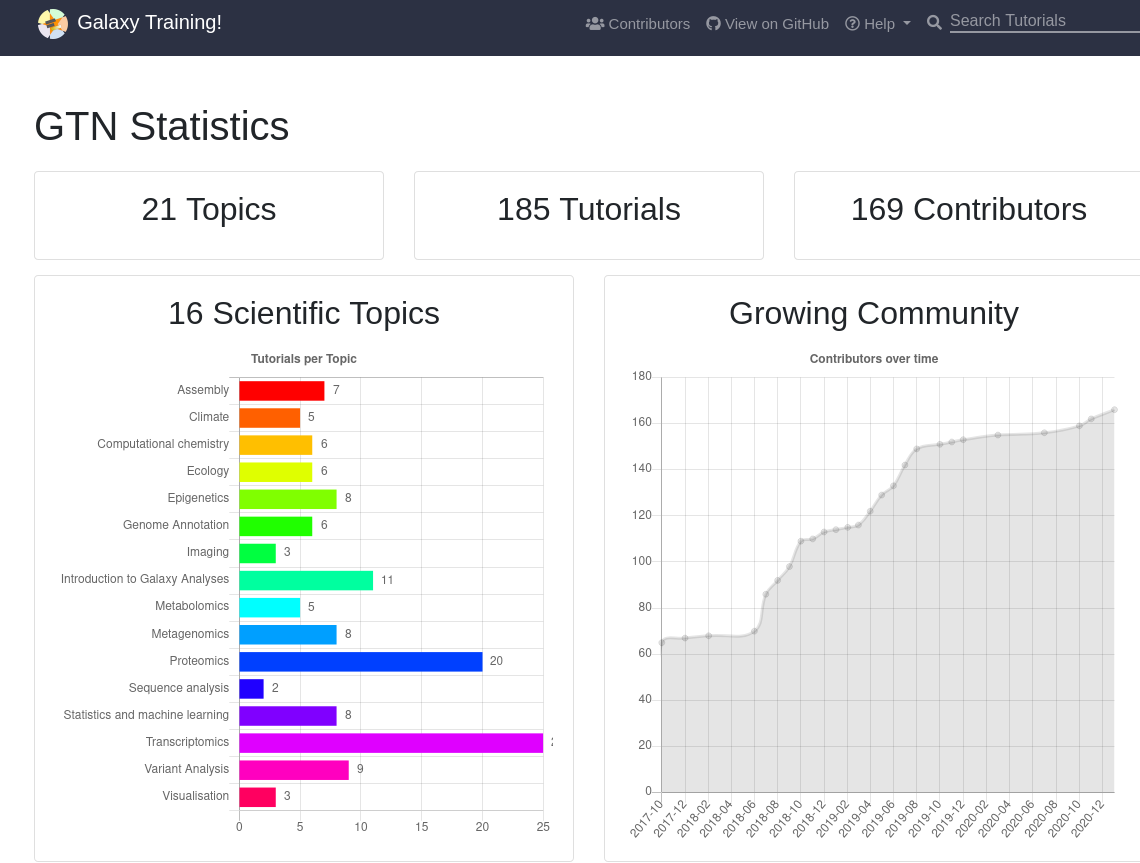 Galaxy Training!
Contributors View on GitHub Help Search Tutorials
GTN Statistics
21 Topics
185 Tutorials
169 Contributors
16 Scientific Topics
Tutorials per Topic
Assembly 7
Climate 5
Computational chemistry 6
Ecology 6
Epigenetics 8
Genome Annotation 6
Imaging 3
Introduction to Galaxy Analyses 11
Metabolomics 5
Metagenomics 8
Proteomics 20
Sequence analysis 2
Statistics and machine learning 8
Transcriptomics
Variant Analysis 9
Visualisation 3
0 5 10 15 20 25
Growing Community
Contributors over time
180
160
140
120
100
80
60
40
20
0
2017-10 2017-12 2018-02 2018-04 2018-06 2018-08 2018-10 2018-12 2019-02 2019-04 2019-06 2019-08 2019-10 2019-12 2020-02 2020-04 2020-06 2020-08 2020-10 2020-12